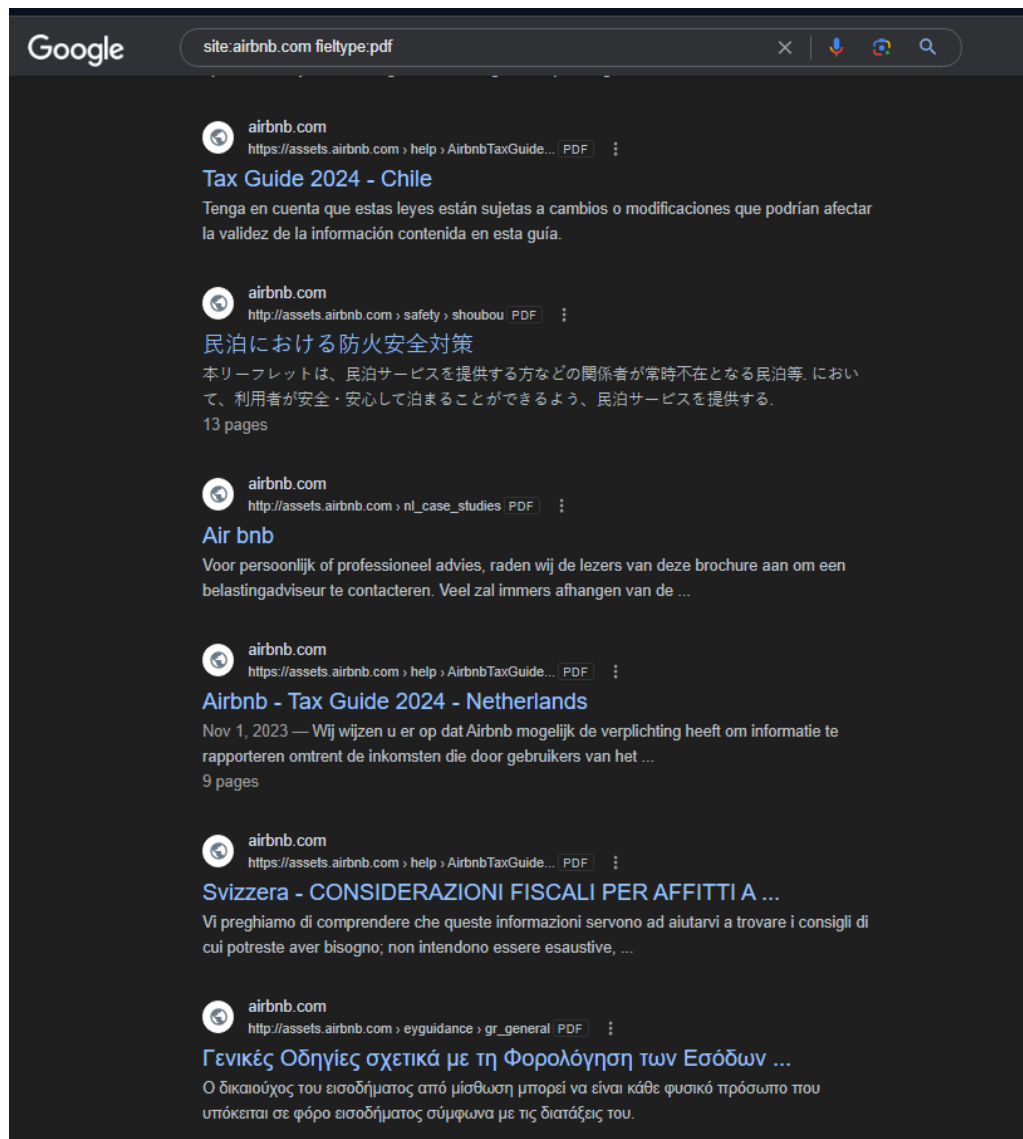 Google
site:airbnb.com fieltype:pdf
airbnb.com
https://assets.airbnb.com › help › AirbnbTaxGuide... PDF
Tax Guide 2024 - Chile
Tenga en cuenta que estas leyes están sujetas a cambios o modificaciones que podrían afectar
la validez de la información contenida en esta guía.
airbnb.com
http://assets.airbnb.com › safety › shoubou PDF
民泊における防火安全対策
本リーフレットは、民泊サービスを提供する方などの関係者が常時不在となる民泊等. におい
て、利用者が安全・安心して泊まることができるよう、民泊サービスを提供する.
13 pages
airbnb.com
http://assets.airbnb.com › nl_case_studies PDF
Air bnb
Voor persoonlijk of professioneel advies, raden wij de lezers van deze brochure aan om een
belastingadviseur te contacteren. Veel zal immers afhangen van de ...
airbnb.com
https://assets.airbnb.com › help › AirbnbTaxGuide... PDF
Airbnb - Tax Guide 2024 - Netherlands
Nov 1, 2023 — Wij wijzen u er op dat Airbnb mogelijk de verplichting heeft om informatie te
rapporteren omtrent de inkomsten die door gebruikers van het ...
9 pages
airbnb.com
https://assets.airbnb.com › help › AirbnbTaxGuide... PDF
Svizzera - CONSIDERAZIONI FISCALI PER AFFITTI A ...
Vi preghiamo di comprendere che queste informazioni servono ad aiutarvi a trovare i consigli di
cui potreste aver bisogno; non intendono essere esaustive, ...
airbnb.com
http://assets.airbnb.com › eyguidance › gr_general PDF
Γενικές Οδηγίες σχετικά με τη Φορολόγηση των Εσόδων ...
Ο δικαιούχος του εισοδήματος από μίσθωση μπορεί να είναι κάθε φυσικό πρόσωπο που
υπόκειται σε φόρο εισοδήματος σύμφωνα με τις διατάξεις του.